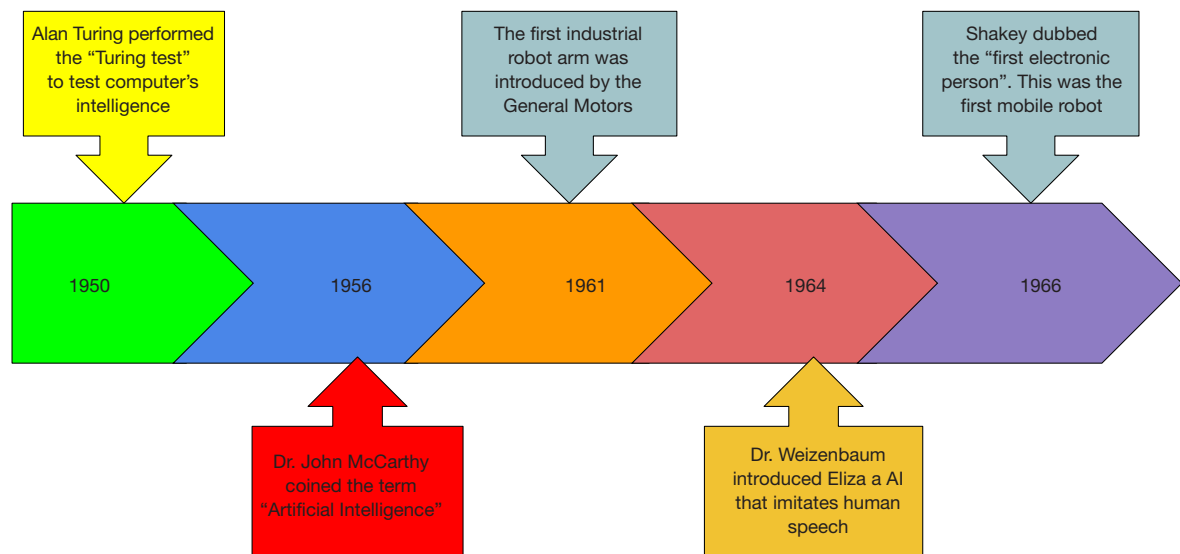 Alan Turing performed
the “Turing test”
to test computer’s
intelligence
The first industrial
robot arm was
introduced by the
General Motors
Shakey dubbed
the “first electronic
person”. This was the
first mobile robot
1950
1956
1961
1964
1966
Dr. John McCarthy
coined the term
“Artificial Intelligence”
Dr. Weizenbaum
introduced Eliza a AI
that imitates human
speech